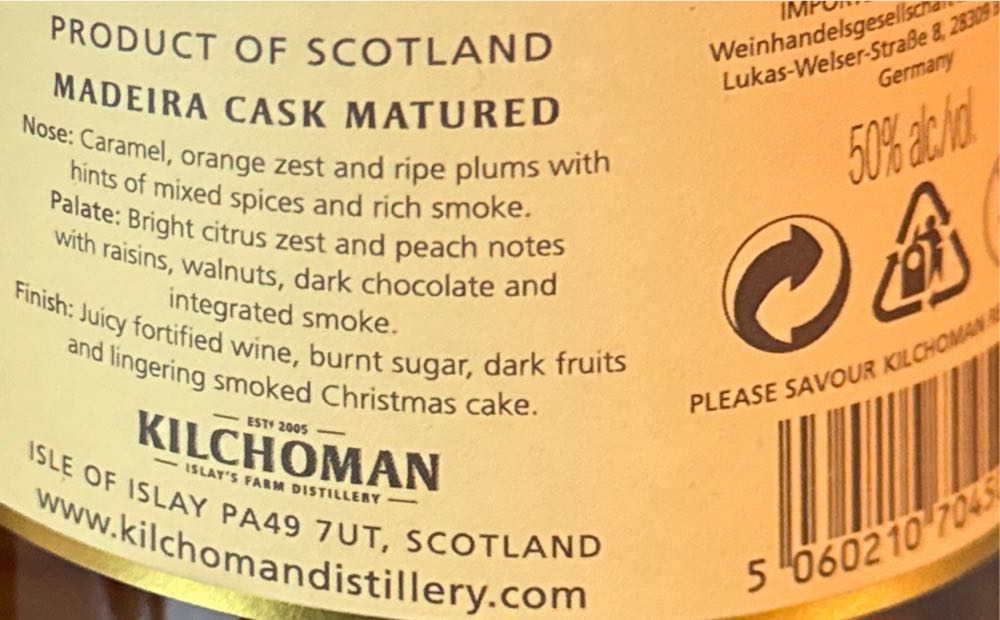 PRODUCT OF SCOTLAND
MADEIRA CASK MATURED
Nose: Caramel, orange zest and ripe plums with
hints of mixed spices and rich smoke.
Palate: Bright citrus zest and peach notes
with raisins, walnuts, dark chocolate and
integrated smoke.
Finish: Juicy fortified wine, burnt sugar, dark fruits
and lingering smoked Christmas cake.
ESTd 2005
KILCHOMAN
ISLAY'S FARM DISTILLERY
ISLE OF ISLAY PA49 7UT, SCOTLAND
www.kilchomandistillery.com
Lukas-Welser-Straße 8, 28309
Germany
50% alc/vol
PLEASE SAVOUR KILCHOMAN
5 060210 7045